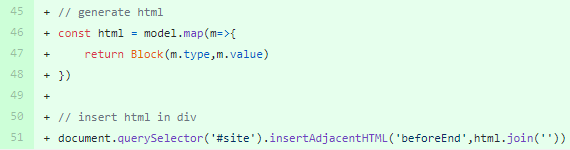 45 + // generate html
46 + const html = model.map(m=>{
47 +     return Block(m.type,m.value)
48 + })
49 +
50 + // insert html in div
51 + document.querySelector('#site').insertAdjacentHTML('beforeEnd',html.join(''))